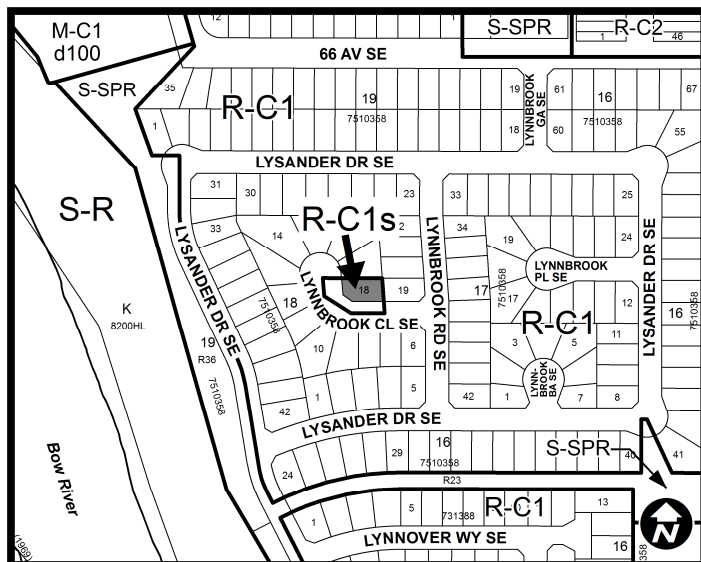 12
1
S-SPR
R-C2
1
46
M-C1
d100
66 AV SE
S-SPR
35
19
R-C1
7510358
19
18
LYNNBROOK
GA SE
61
60
16
7510358
67
55
1
LYSANDER DR SE
S-R
31
30
23
33
25
33
R-C1s
2
34
24
14
19
LYSANDER DR SE
7510358
18
LYNNBROOK CL SE
18
19
LYNNBROOK RD SE
17
7510358
17
LYNNBROOK
PL SE
R-C1
12
11
LYSANDER DR SE
16
7510358
K
8200HL
19
R36
7510358
10
6
5
3
5
LYNN-
BROOK
BA SE
42
1
42
1
7
8
LYSANDER DR SE
Bow River
24
29
16
7510358
S-SPR
40
41
R23
1
5
731388
R-C1
13
LYNNOVER WY SE
16
358
N
(1969)